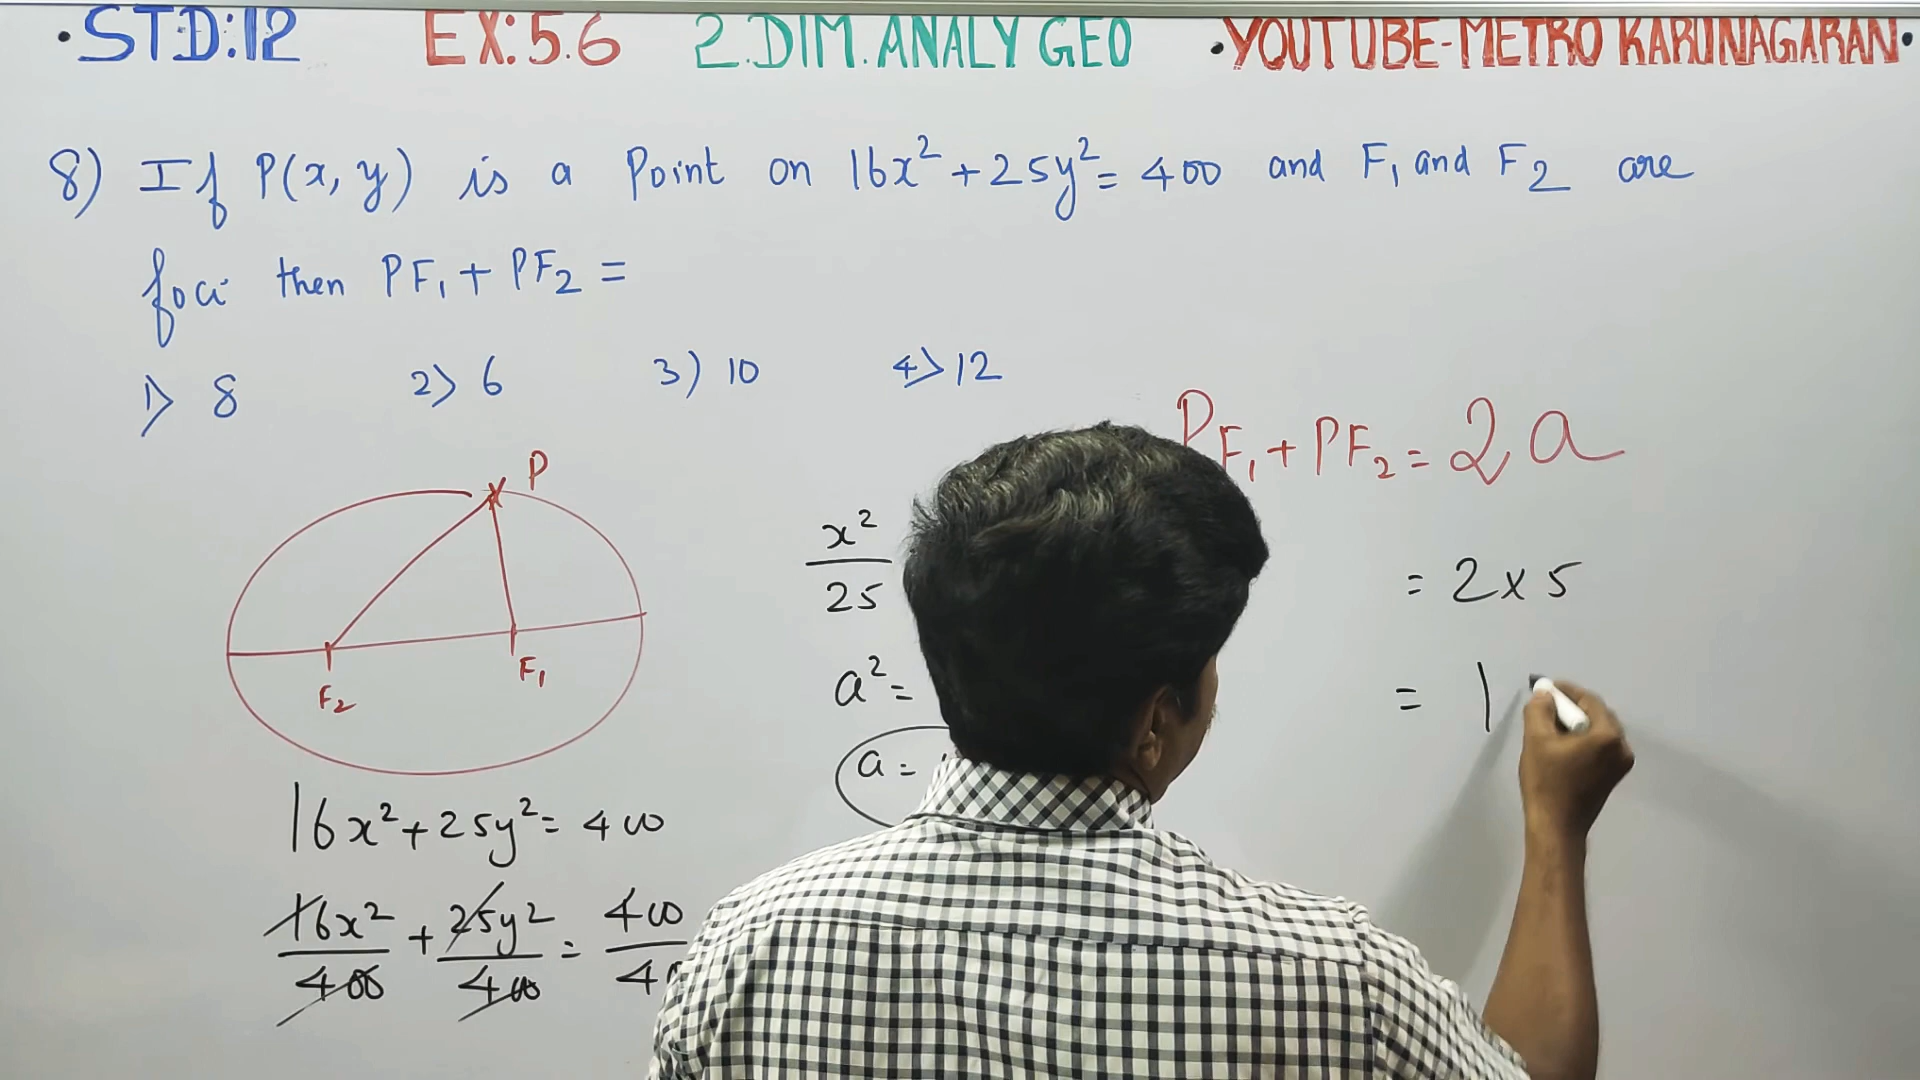 •STD:12 EX:5.6 2.DIM.ANALY GEO •YOUTUBE-METRO KARUNAGARAN•
8) If P(x, y) is a Point on 16x² + 25y² = 400 and F₁ and F₂ are
foci then PF₁ + PF₂ =
1) 8 2) 6 3) 10 4) 12
PF₁ + PF₂ = 2a
P
F₂ F₁
x²/25
= 2 x 5
a² =
= 1
a =
16x² + 25y² = 400
16x²/400 + 25y²/400 = 400/